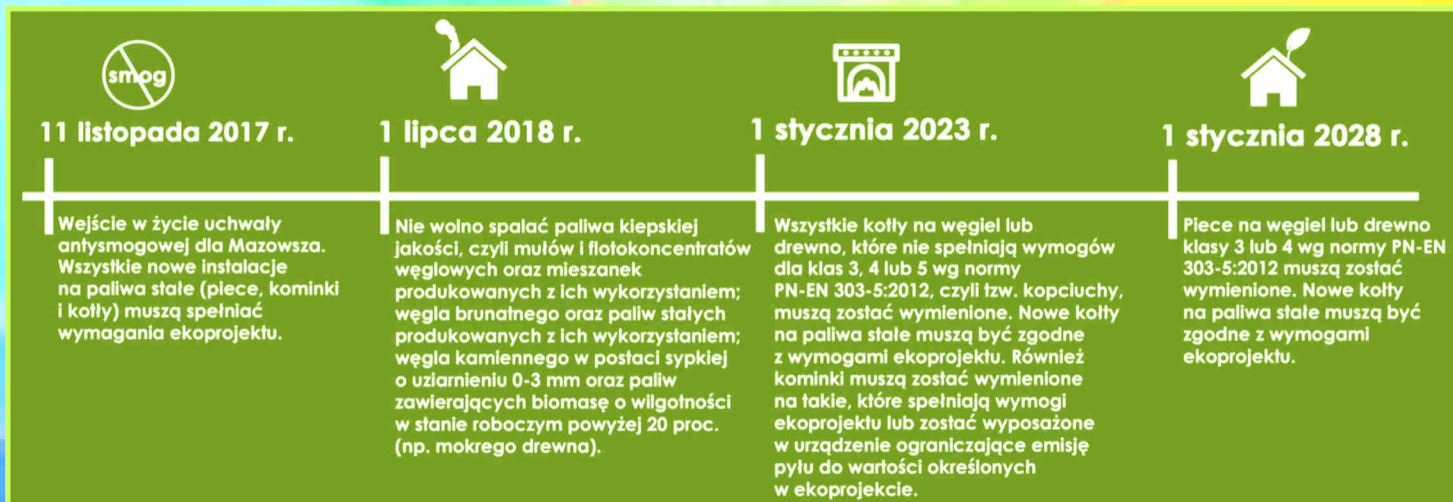 smog
11 listopada 2017 r.
Wejście w życie uchwały
antysmogowej dla Mazowsza.
Wszystkie nowe instalacje
na paliwa stałe (piece, kominki
i kotły) muszą spełniać
wymagania ekoprojektu.
1 lipca 2018 r.
Nie wolno spalać paliwa kiepskiej
jakości, czyli mułów i flotokoncentratów
węglowych oraz mieszanek
produkowanych z ich wykorzystaniem;
węgla brunatnego oraz paliw stałych
produkowanych z ich wykorzystaniem;
węgla kamiennego w postaci sypkiej
o uziarnieniu 0-3 mm oraz paliw
zawierających biomasę o wilgotności
w stanie roboczym powyżej 20 proc.
(np. mokrego drewna).
1 stycznia 2023 r.
Wszystkie kotły na węgiel lub
drewno, które nie spełniają wymogów
dla klas 3, 4 lub 5 wg normy
PN-EN 303-5:2012, czyli tzw. kopciuchy,
muszą zostać wymienione. Nowe kotły
na paliwa stałe muszą być zgodne
z wymogami ekoprojektu. Również
kominki muszą zostać wymienione
na takie, które spełniają wymogi
ekoprojektu lub zostać wyposażone
w urządzenie ograniczające emisję
pyłu do wartości określonych
w ekoprojekcie.
1 stycznia 2028 r.
Piece na węgiel lub drewno
klasy 3 lub 4 wg normy PN-EN
303-5:2012 muszą zostać
wymienione. Nowe kotły
na paliwa stałe muszą być
zgodne z wymogami
ekoprojektu.